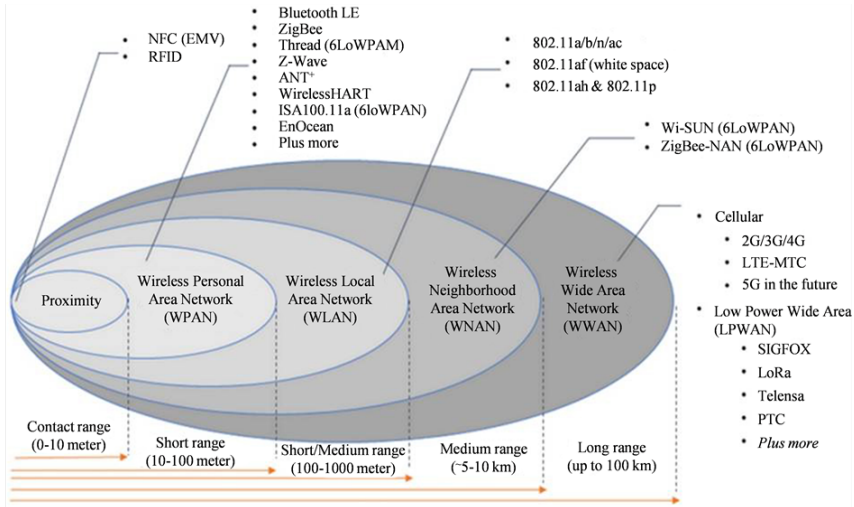 • NFC (EMV)
• RFID
• Bluetooth LE
• ZigBee
• Thread (6LoWPAM)
• Z-Wave
• ANT⁺
• WirelessHART
• ISA100.11a (6loWPAN)
• EnOcean
• Plus more
• 802.11a/b/n/ac
• 802.11af (white space)
• 802.11ah & 802.11p
• Wi-SUN (6LoWPAN)
• ZigBee-NAN (6LoWPAN)
• Cellular
• 2G/3G/4G
• LTE-MTC
• 5G in the future
• Low Power Wide Area
(LPWAN)
• SIGFOX
• LoRa
• Telensa
• PTC
• Plus more
Proximity
Wireless Personal
Area Network
(WPAN)
Wireless Local
Area Network
(WLAN)
Wireless
Neighborhood
Area Network
(WNAN)
Wireless
Wide Area
Network
(WWAN)
Contact range
(0-10 meter)
Short range
(10-100 meter)
Short/Medium range
(100-1000 meter)
Medium range
(~5-10 km)
Long range
(up to 100 km)